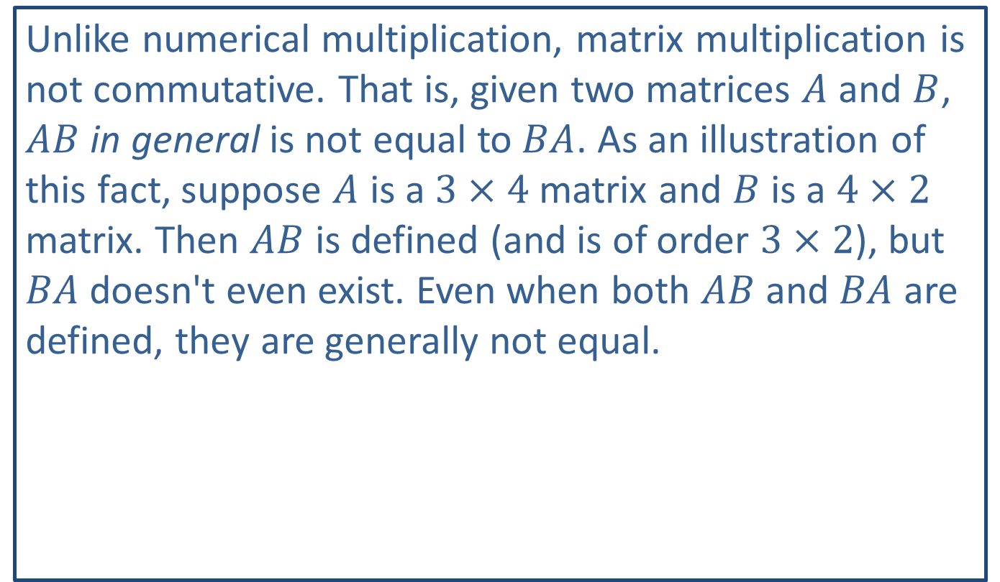 Unlike numerical multiplication, matrix multiplication is
not commutative. That is, given two matrices A and B,
AB in general is not equal to BA. As an illustration of
this fact, suppose A is a 3 × 4 matrix and B is a 4 × 2
matrix. Then AB is defined (and is of order 3 × 2), but
BA doesn't even exist. Even when both AB and BA are
defined, they are generally not equal.